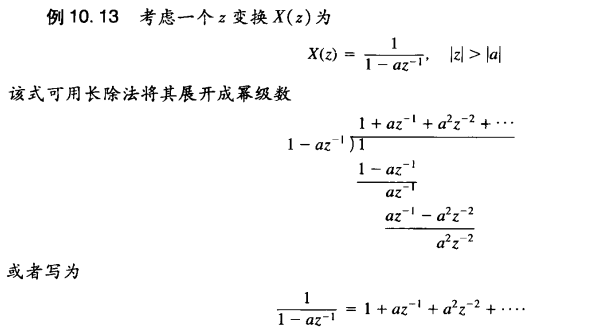 例 10.13 考虑一个 z 变换 X(z) 为
X(z) = 1/(1 − az⁻¹), |z| > |a|
该式可用长除法将其展开成幂级数
1 + az⁻¹ + a²z⁻² + ⋯
1 − az⁻¹ ) 1
1 − az⁻¹
az⁻¹
az⁻¹ − a²z⁻²
a²z⁻²
或者写为
1/(1 − az⁻¹) = 1 + az⁻¹ + a²z⁻² + ⋯.